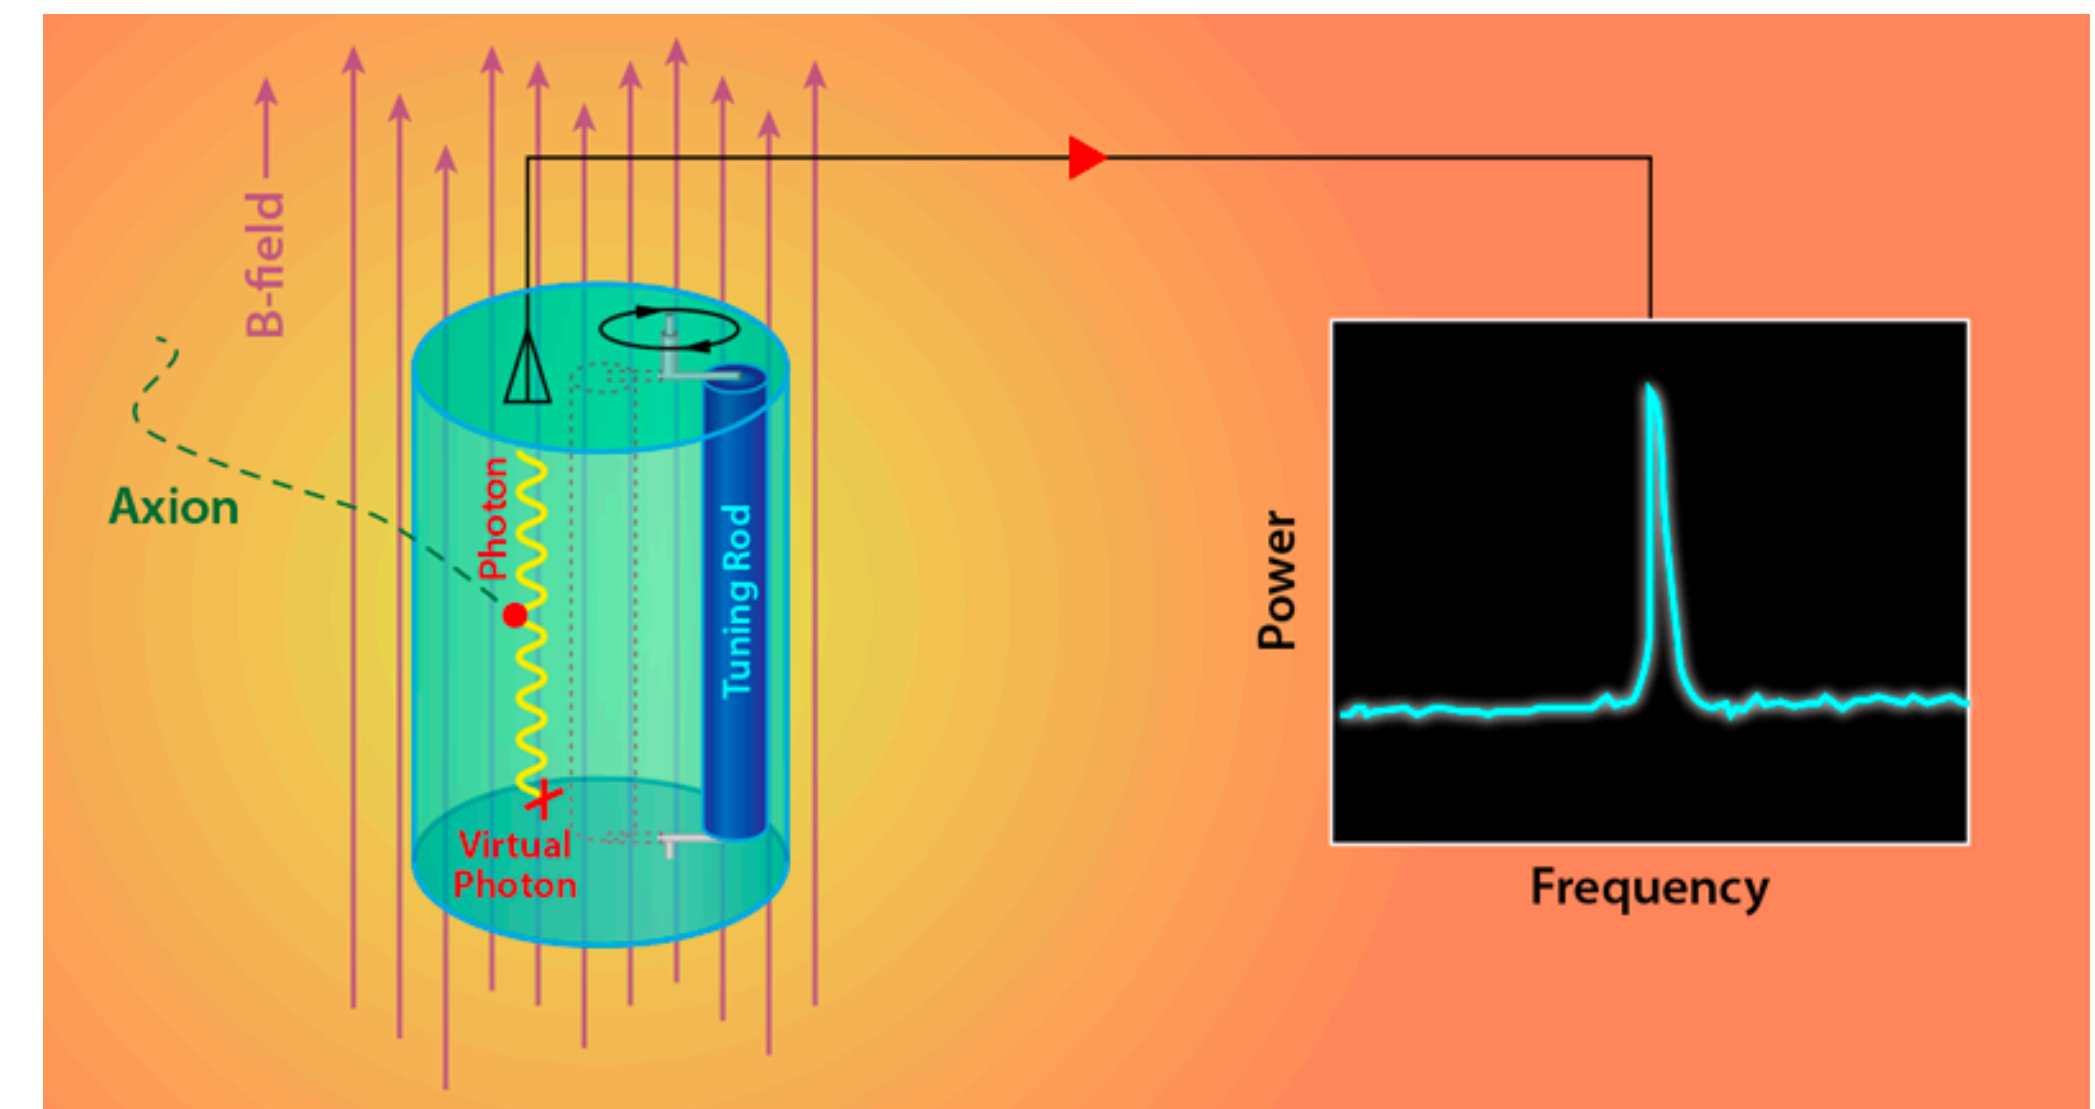 B-field
Axion
Photon
Tuning Rod
Virtual
Photon
Power
Frequency